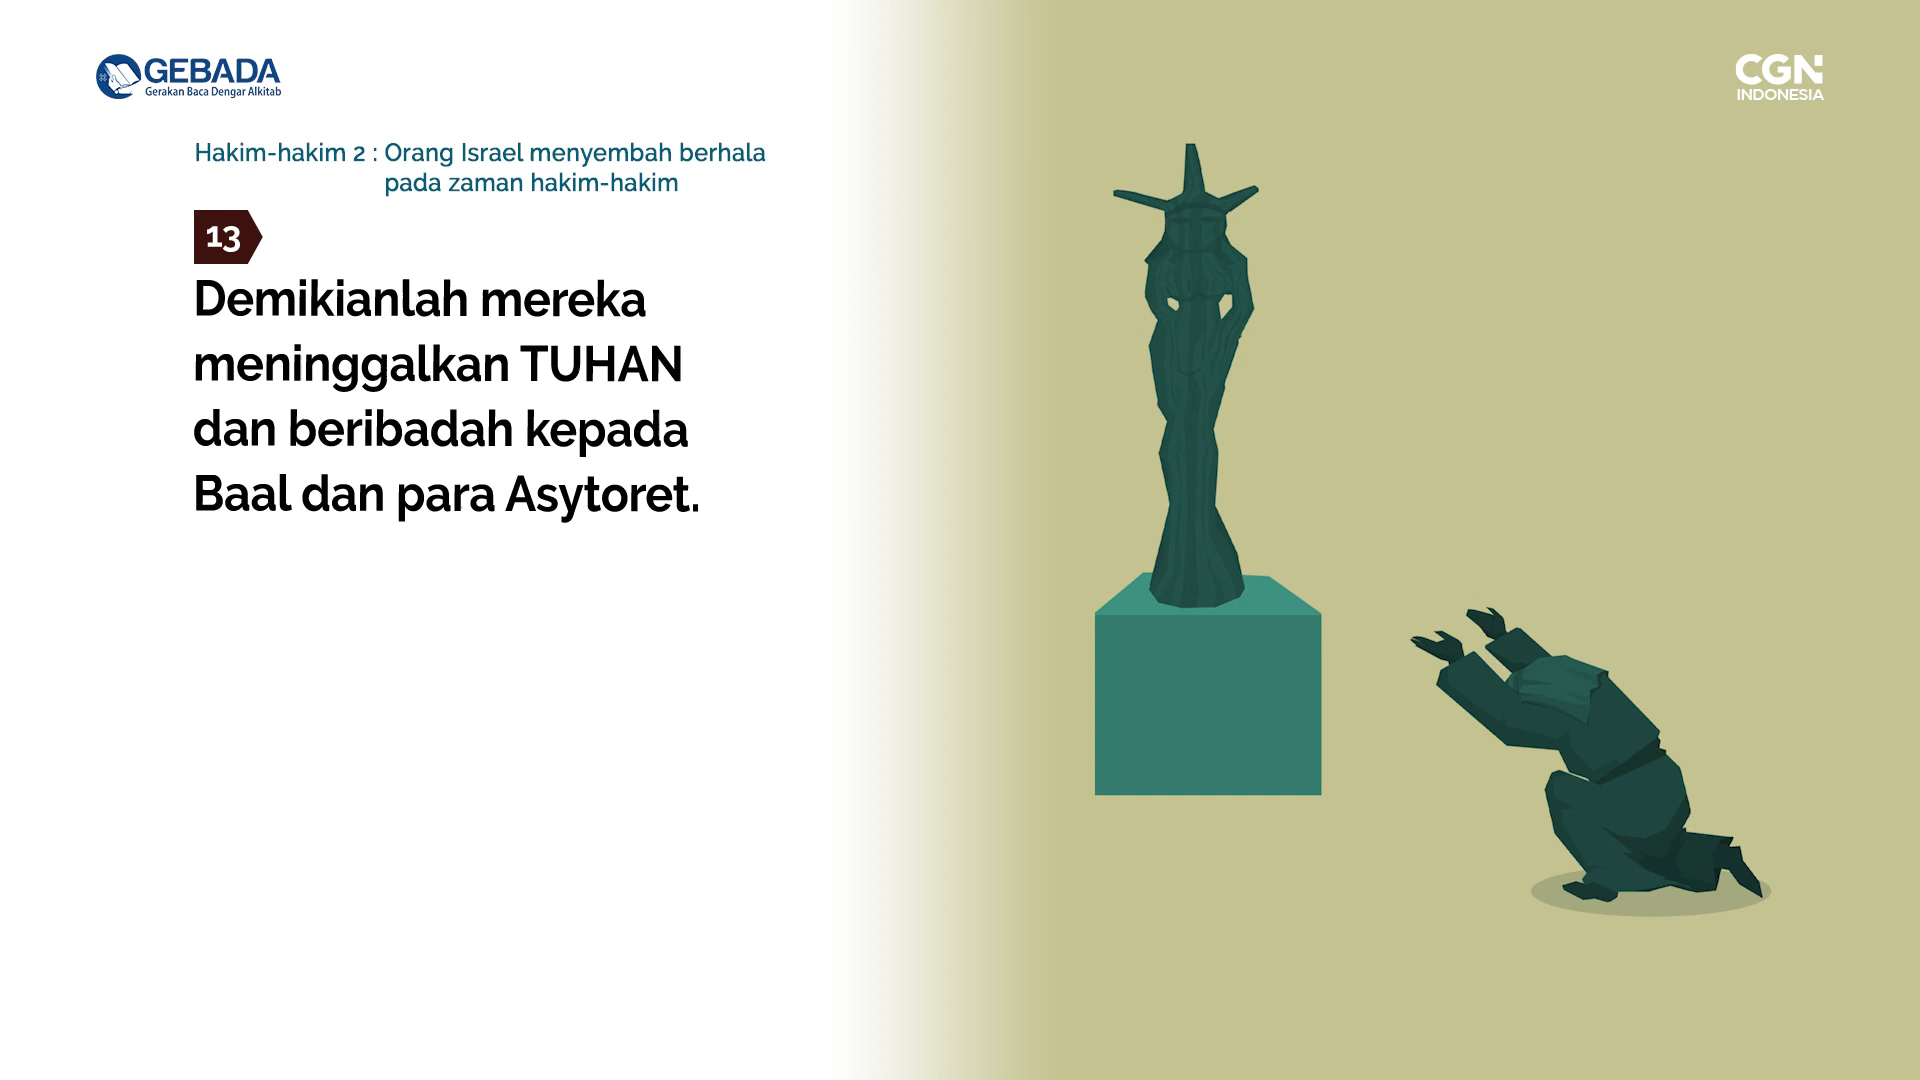 GEBADA
Gerakan Baca Dengar Alkitab
CGN
INDONESIA
Hakim-hakim 2 : Orang Israel menyembah berhala
pada zaman hakim-hakim
13
Demikianlah mereka
meninggalkan TUHAN
dan beribadah kepada
Baal dan para Asytoret.